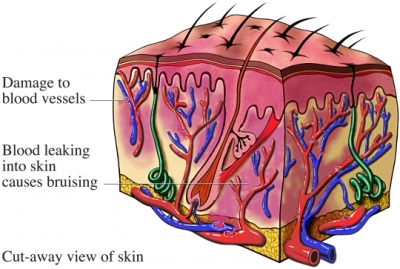 Damage to
blood vessels
Blood leaking
into skin
causes bruising
Cut-away view of skin